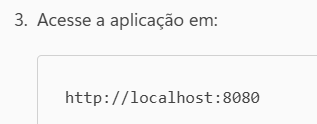 3. Acesse a aplicação em:
http://localhost:8080